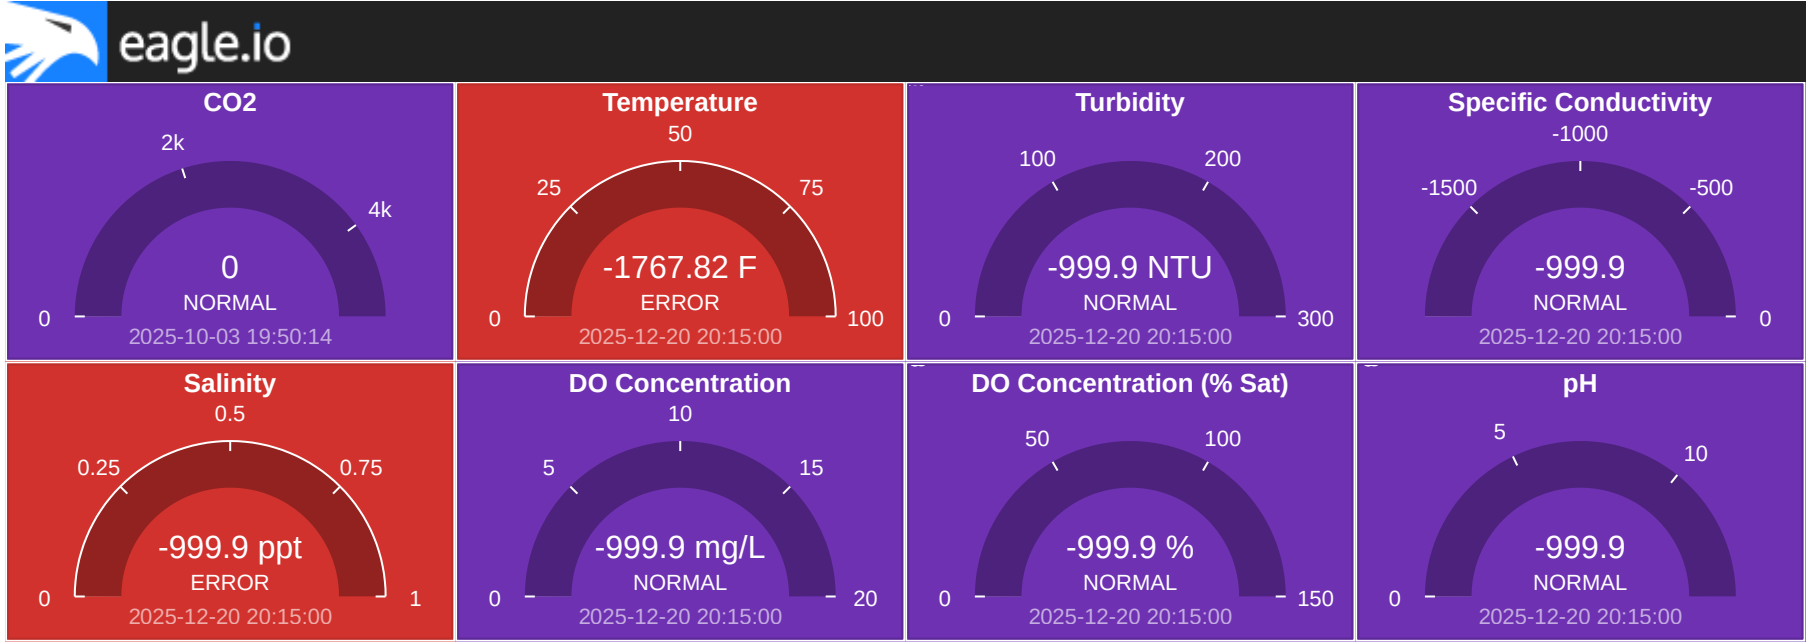 eagle.io
CO2
2k
4k
0
0
NORMAL
2025-10-03 19:50:14
Temperature
50
25
75
-1767.82 F
ERROR
0
100
2025-12-20 20:15:00
Turbidity
100
200
-999.9 NTU
NORMAL
0
300
2025-12-20 20:15:00
Specific Conductivity
-1000
-1500
-500
-999.9
NORMAL
0
2025-12-20 20:15:00
Salinity
0.5
0.25
0.75
-999.9 ppt
ERROR
0
1
2025-12-20 20:15:00
DO Concentration
10
5
15
-999.9 mg/L
NORMAL
0
20
2025-12-20 20:15:00
DO Concentration (% Sat)
50
100
-999.9 %
NORMAL
0
150
2025-12-20 20:15:00
pH
5
10
-999.9
NORMAL
0
2025-12-20 20:15:00